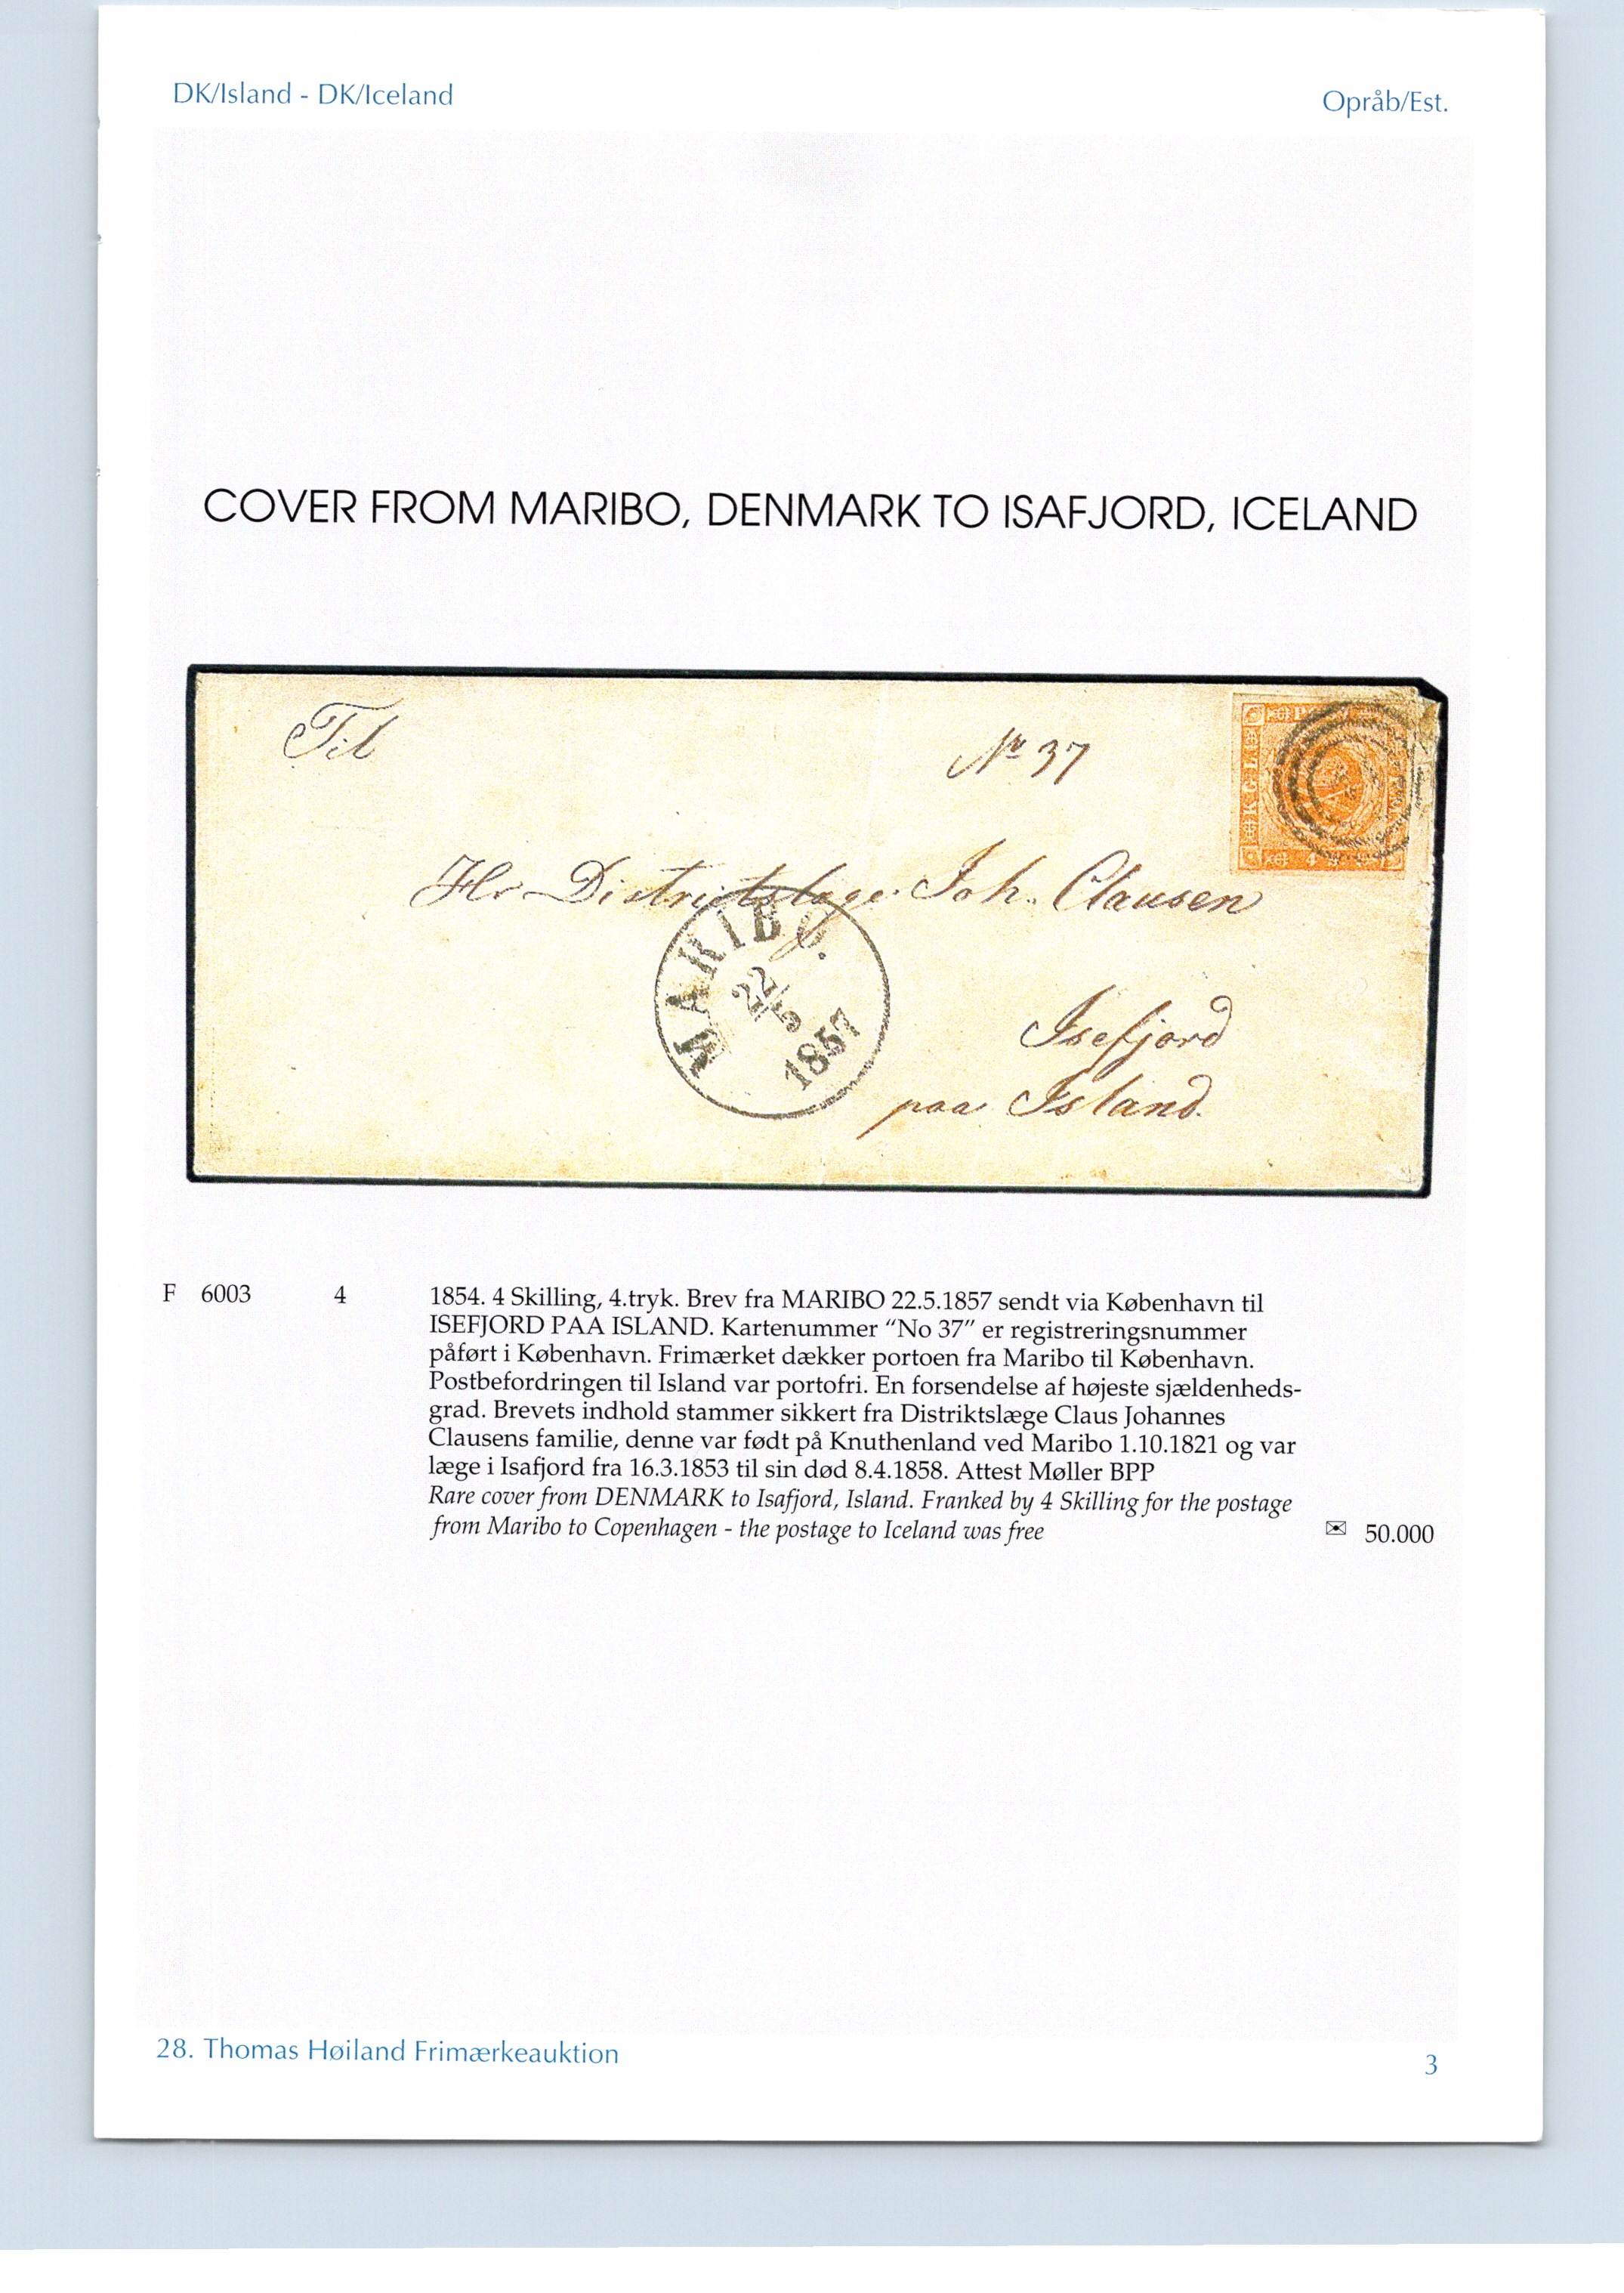 DK/Island - DK/Iceland
Opråb/Est.
COVER FROM MARIBO, DENMARK TO ISAFJORD, ICELAND
Til
No 37
Hr Districtslæge Joh. Clausen
MARIBO.
22/5
1857
Isefjord
paa Island.
KGL
4
F 6003 4 1854. 4 Skilling, 4.tryk. Brev fra MARIBO 22.5.1857 sendt via København til
ISEFJORD PAA ISLAND. Kartenummer “No 37” er registreringsnummer
påført i København. Frimærket dækker portoen fra Maribo til København.
Postbefordringen til Island var portofri. En forsendelse af højeste sjældenheds-
grad. Brevets indhold stammer sikkert fra Distriktslæge Claus Johannes
Clausens familie, denne var født på Knuthenland ved Maribo 1.10.1821 og var
læge i Isafjord fra 16.3.1853 til sin død 8.4.1858. Attest Møller BPP
Rare cover from DENMARK to Isafjord, Island. Franked by 4 Skilling for the postage
from Maribo to Copenhagen - the postage to Iceland was free
50.000
28. Thomas Høiland Frimærkeauktion
3